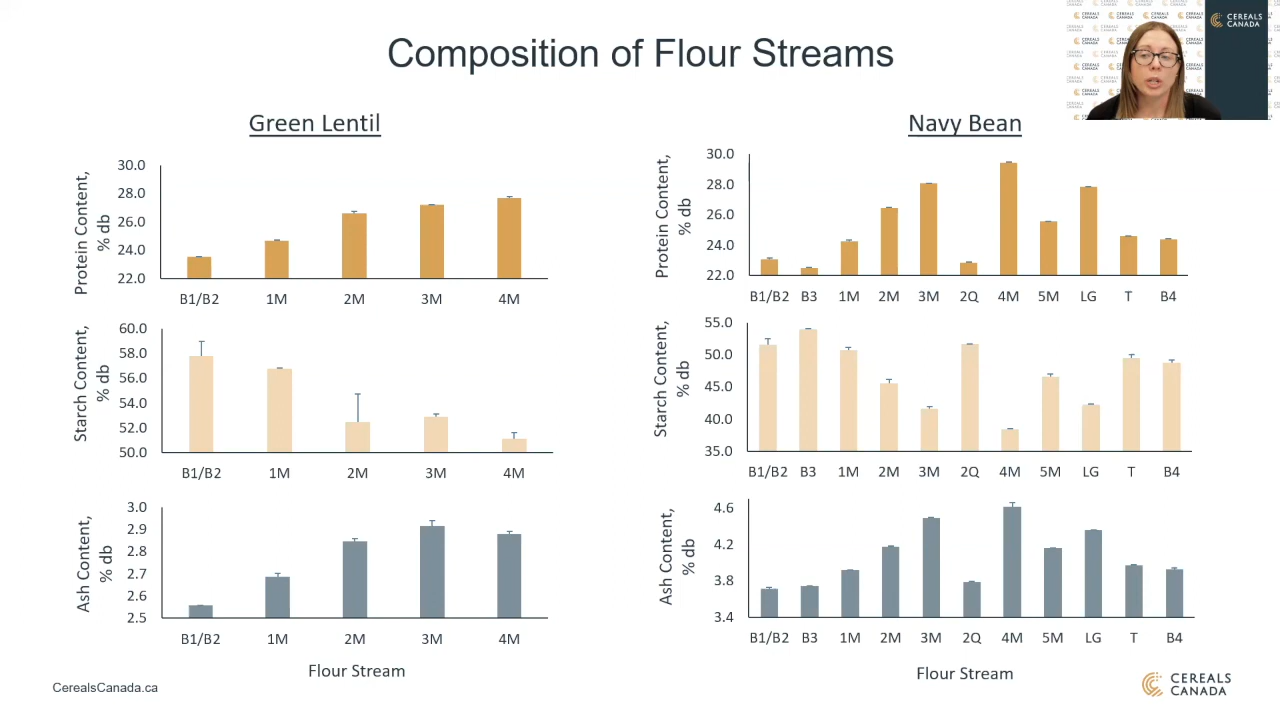 Composition of Flour Streams
CEREALS
CANADA
Green Lentil
Protein Content,
% db
30.0
28.0
26.0
24.0
22.0
B1/B2 1M 2M 3M 4M
Starch Content,
% db
60.0
58.0
56.0
54.0
52.0
50.0
B1/B2 1M 2M 3M 4M
Ash Content,
% db
3.0
2.9
2.8
2.7
2.6
2.5
B1/B2 1M 2M 3M 4M
Flour Stream
Navy Bean
Protein Content,
% db
30.0
28.0
26.0
24.0
22.0
B1/B2 B3 1M 2M 3M 2Q 4M 5M LG T B4
Starch Content,
% db
55.0
50.0
45.0
40.0
35.0
B1/B2 B3 1M 2M 3M 2Q 4M 5M LG T B4
Ash Content,
% db
4.6
4.2
3.8
3.4
B1/B2 B3 1M 2M 3M 2Q 4M 5M LG T B4
Flour Stream
CerealsCanada.ca
CEREALS
CANADA